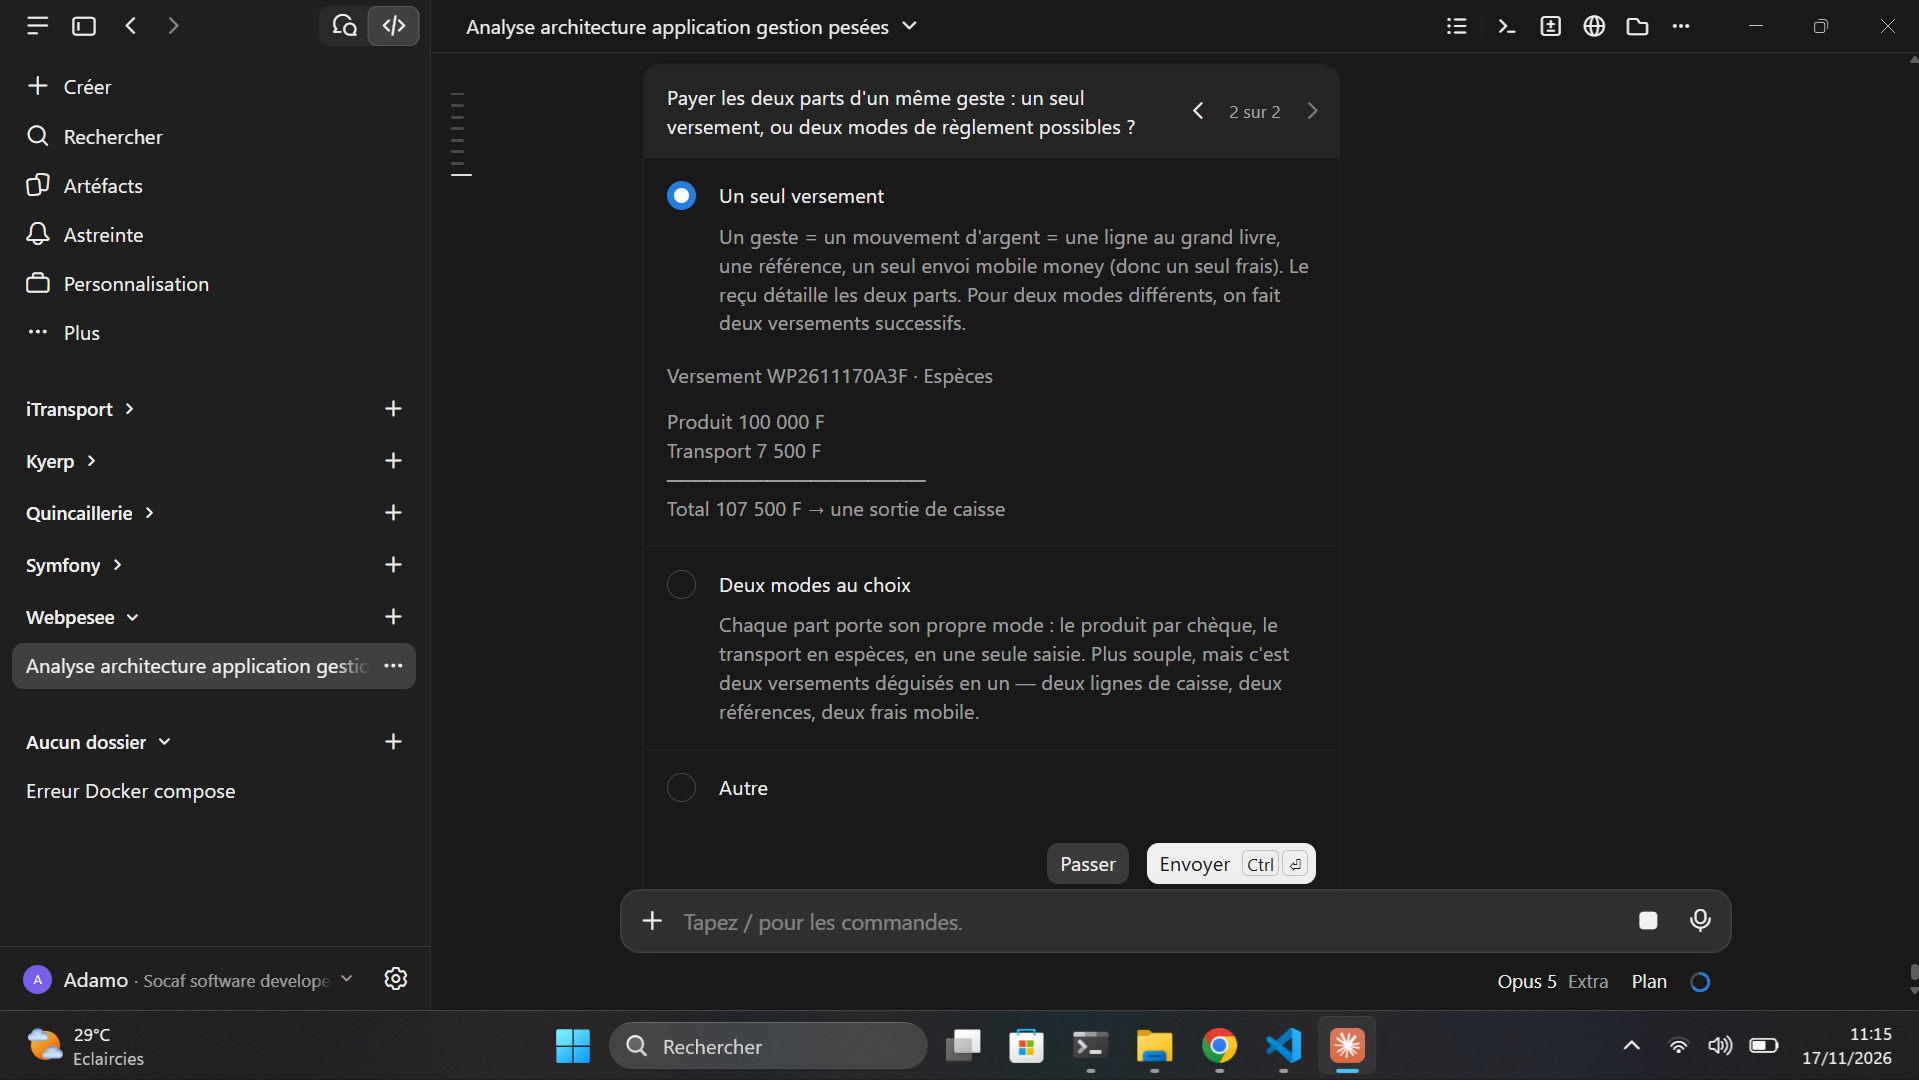 Analyse architecture application gestion pesées
Créer
Rechercher
Artéfacts
Astreinte
Personnalisation
Plus
iTransport
Kyerp
Quincaillerie
Symfony
Webpesee
Analyse architecture application gestio
Aucun dossier
Erreur Docker compose
A
Adamo · Socaf software develope
Payer les deux parts d'un même geste : un seul
versement, ou deux modes de règlement possibles ?
2 sur 2
Un seul versement
Un geste = un mouvement d'argent = une ligne au grand livre,
une référence, un seul envoi mobile money (donc un seul frais). Le
reçu détaille les deux parts. Pour deux modes différents, on fait
deux versements successifs.
Versement WP2611170A3F · Espèces
Produit 100 000 F
Transport 7 500 F
Total 107 500 F → une sortie de caisse
Deux modes au choix
Chaque part porte son propre mode : le produit par chèque, le
transport en espèces, en une seule saisie. Plus souple, mais c'est
deux versements déguisés en un — deux lignes de caisse, deux
références, deux frais mobile.
Autre
Passer
Envoyer Ctrl ⏎
Tapez / pour les commandes.
Opus 5 Extra Plan
29°C
Eclaircies
Rechercher
11:15
17/11/2026